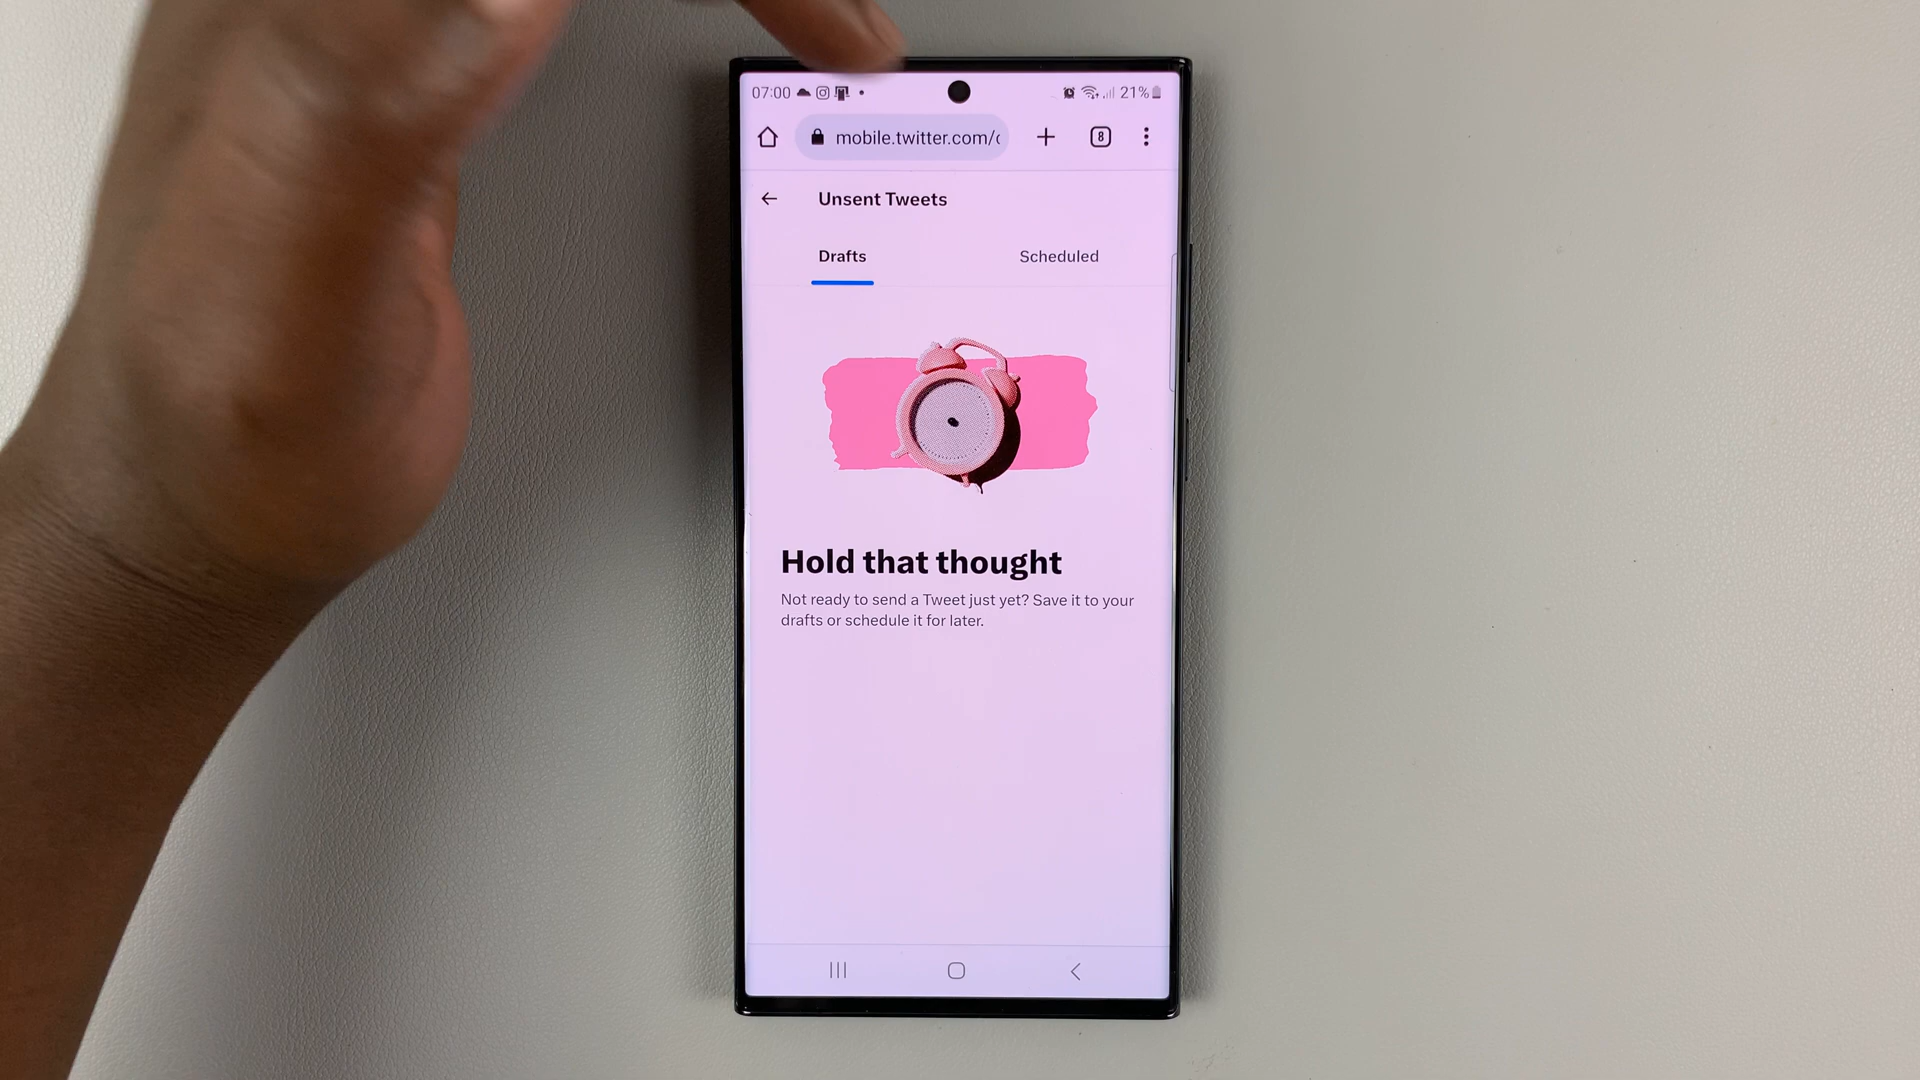 07:00
21%
mobile.twitter.com/
8
Unsent Tweets
Drafts
Scheduled
Hold that thought
Not ready to send a Tweet just yet? Save it to your
drafts or schedule it for later.